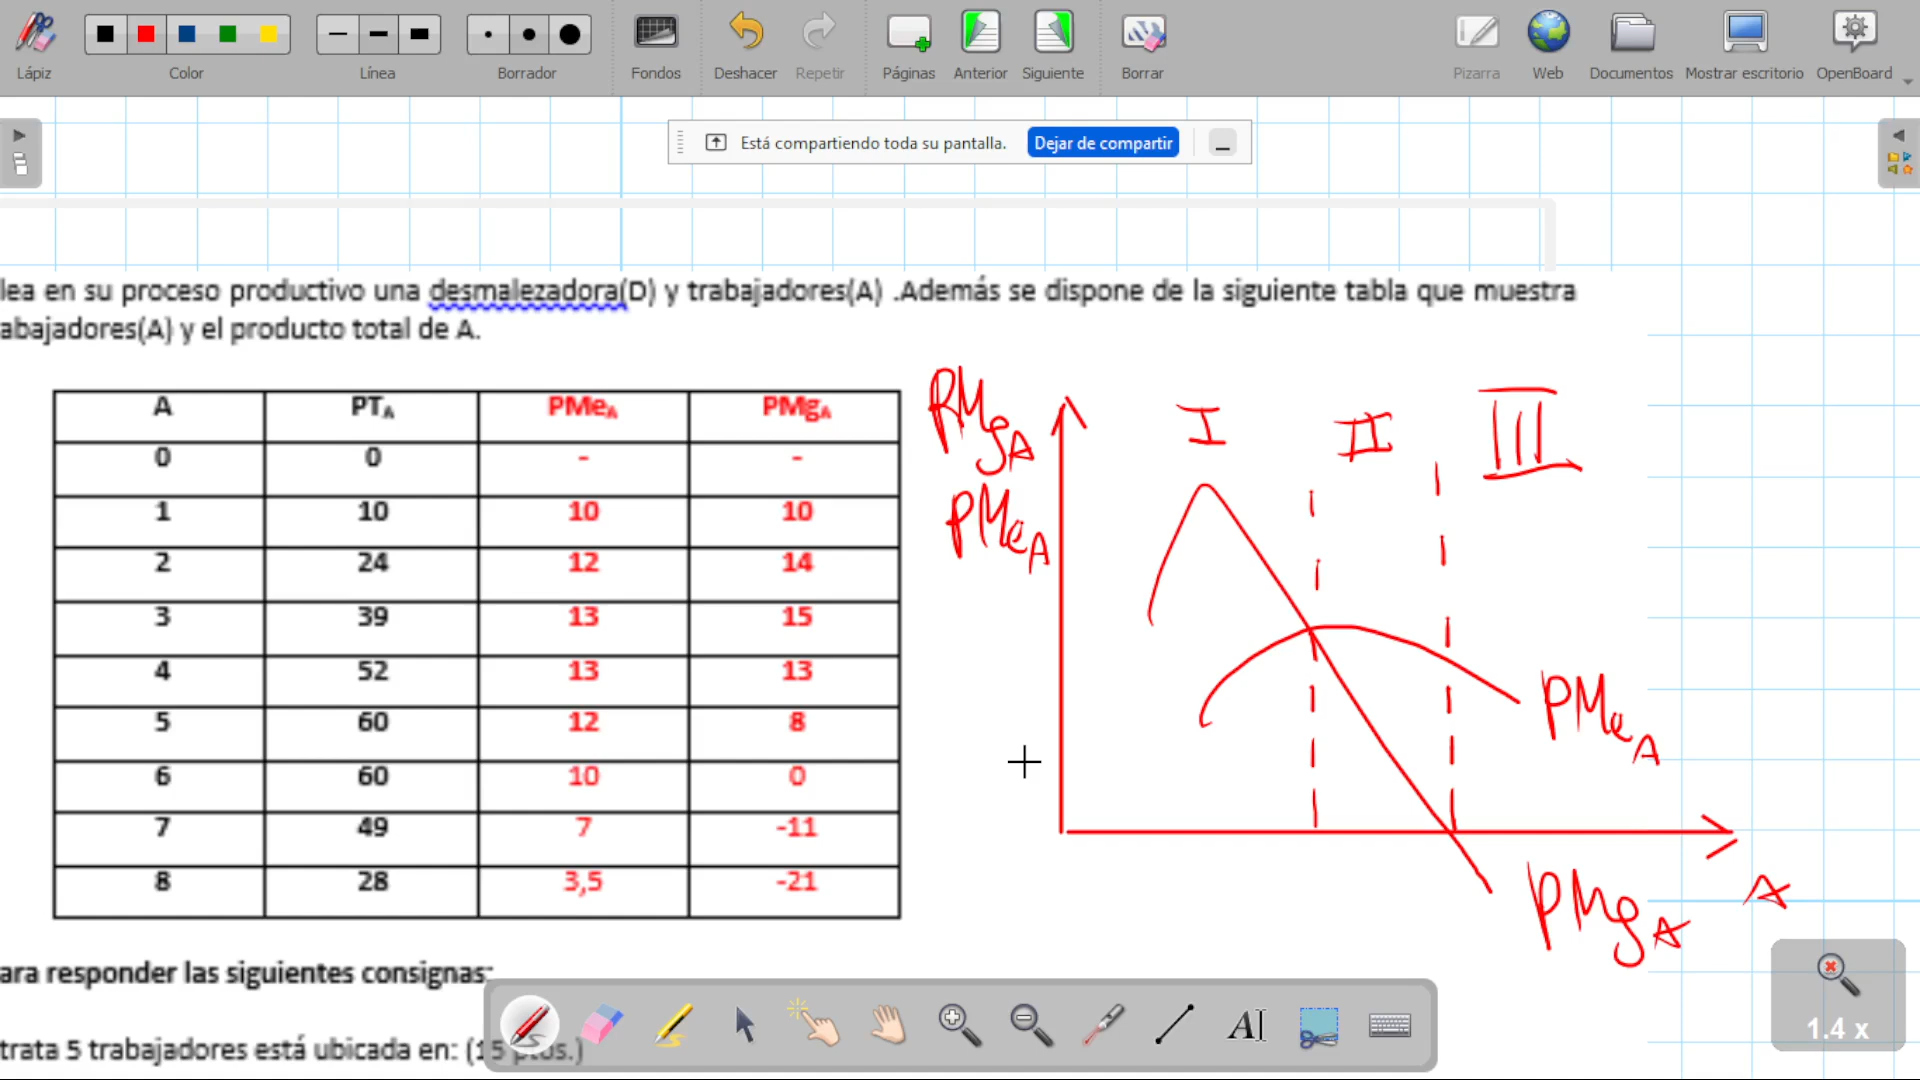 Lápiz
Color
Línea
Borrador
Fondos
Deshacer
Repetir
Páginas
Anterior
Siguiente
Borrar
Pizarra
Web
Documentos
Mostrar escritorio
OpenBoard
Está compartiendo toda su pantalla.
Dejar de compartir
lea en su proceso productivo una desmalezadora(D) y trabajadores(A) .Además se dispone de la siguiente tabla que muestra
abajadores(A) y el producto total de A.
A PTA PMeA PMgA
0 0 - -
1 10 10 10
2 24 12 14
3 39 13 15
4 52 13 13
5 60 12 8
6 60 10 0
7 49 7 -11
8 28 3,5 -21
PMgA
PMeA
I II III
PMeA
PMgA
A
ara responder las siguientes consignas:
trata 5 trabajadores está ubicada en: (15 ptos.)
AI
1.4 x